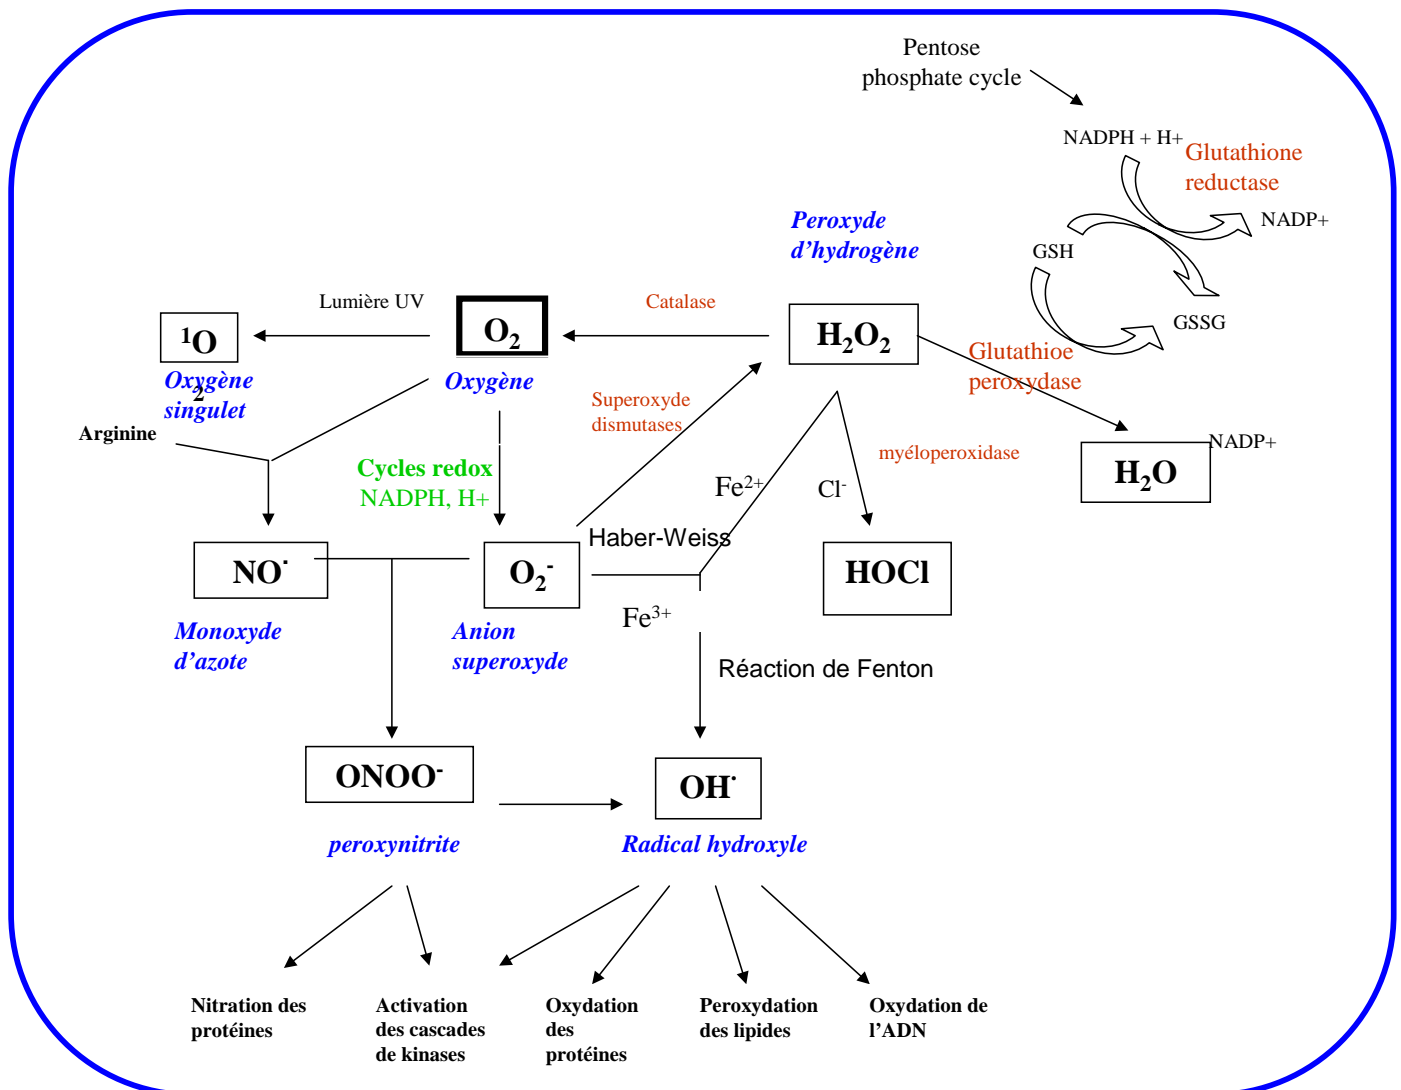 Pentose
phosphate cycle
NADPH + H+
Glutathione
reductase
NADP+
Peroxyde
d’hydrogène
GSH
GSSG
Lumière UV
Catalase
¹O
2
O₂
H₂O₂
Oxygène
singulet
Oxygène
Glutathioe
peroxydase
Superoxyde
dismutases
Arginine
Cycles redox
NADPH, H+
myéloperoxidase
NADP+
H₂O
Fe²⁺
Cl⁻
Haber-Weiss
NO˙
O₂⁻
HOCl
Fe³⁺
Monoxyde
d’azote
Anion
superoxyde
Réaction de Fenton
ONOO⁻
OH˙
peroxynitrite
Radical hydroxyle
Nitration des
protéines
Activation
des cascades
de kinases
Oxydation
des
protéines
Peroxydation
des lipides
Oxydation de
l’ADN